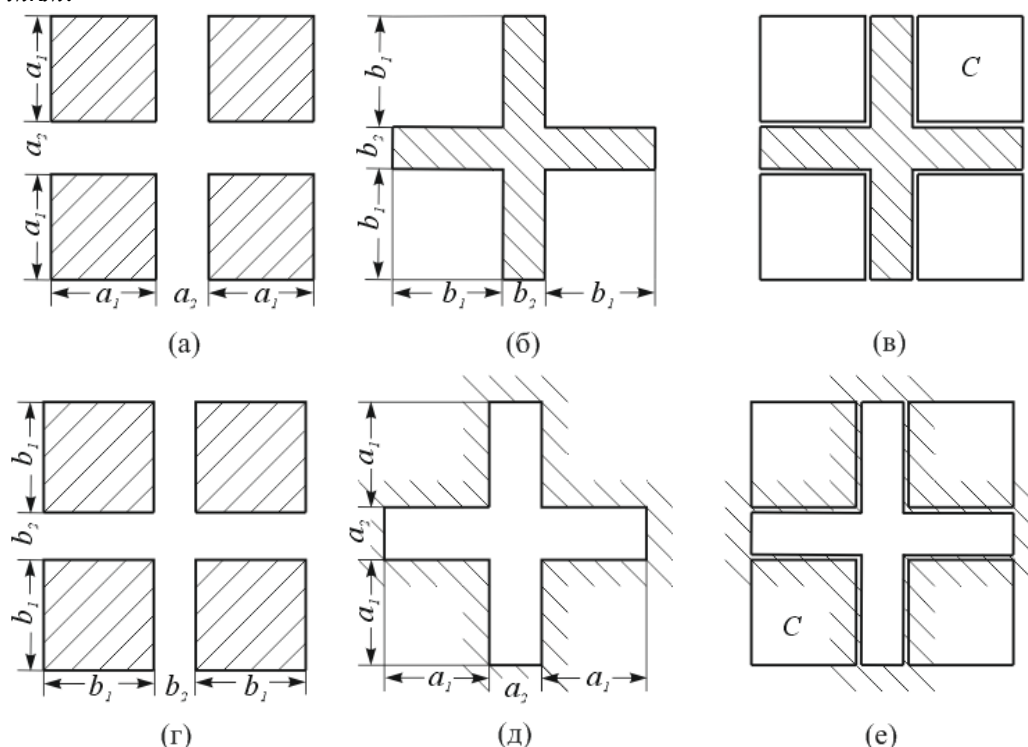 a₁ b₁ C
a₂ b₂
a₁ b₁
a₁ a₂ a₁ b₁ b₂ b₁
(а) (б) (в)
b₁ a₁
b₂ a₂
b₁ a₁ C
b₁ b₂ b₁ a₁ a₂ a₁
(г) (д) (е)